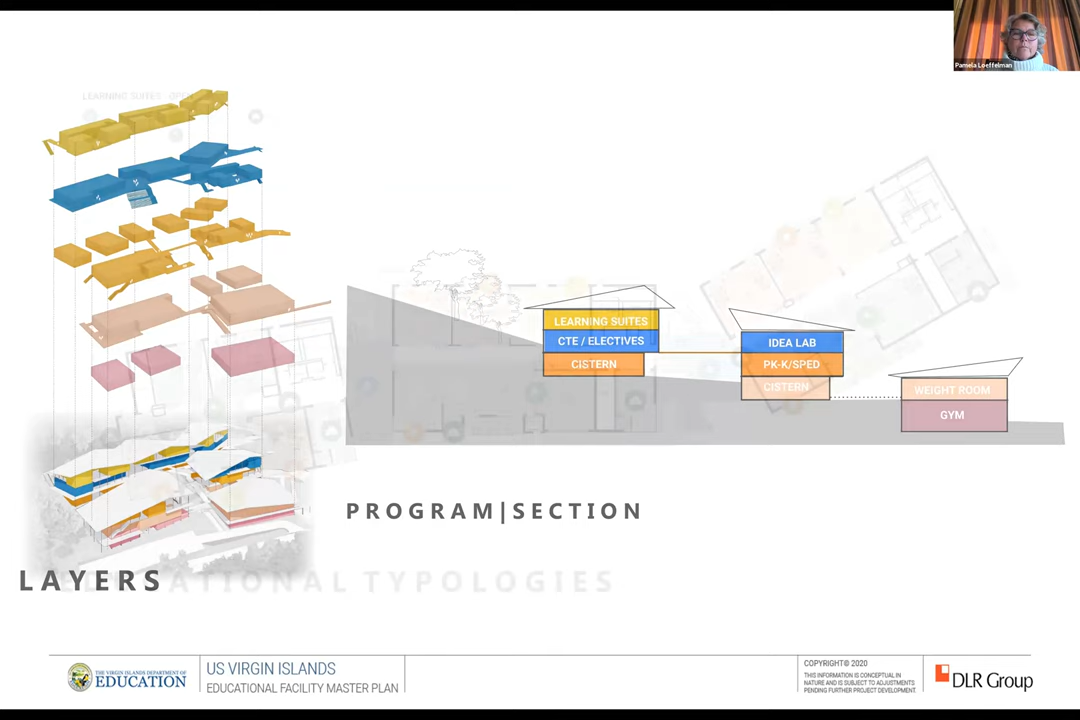 Pamela Loeffelman
LEARNING SUITES
LEARNING SUITES
CTE / ELECTIVES
CISTERN
IDEA LAB
PK-K/SPED
CISTERN
WEIGHT ROOM
GYM
PROGRAM|SECTION
LAYERS
ATIONAL TYPOLOGIES
THE VIRGIN ISLANDS DEPARTMENT OF
EDUCATION
US VIRGIN ISLANDS
EDUCATIONAL FACILITY MASTER PLAN
COPYRIGHT© 2020
THIS INFORMATION IS CONCEPTUAL IN
NATURE AND IS SUBJECT TO ADJUSTMENTS
PENDING FURTHER PROJECT DEVELOPMENT.
DLR Group